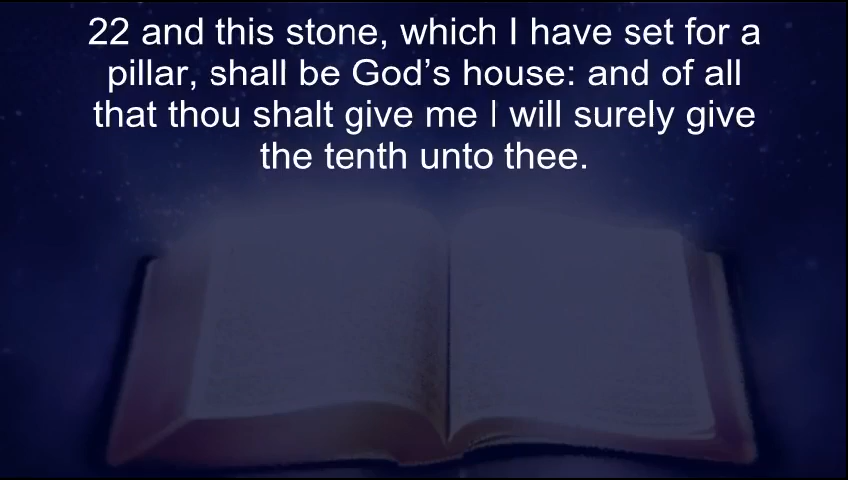 22 and this stone, which I have set for a
pillar, shall be God’s house: and of all
that thou shalt give me I will surely give
the tenth unto thee.